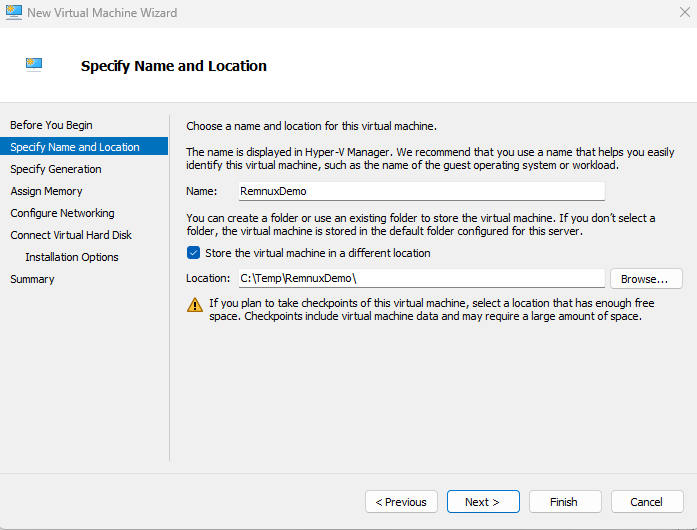 New Virtual Machine Wizard
Specify Name and Location
Before You Begin
Specify Name and Location
Specify Generation
Assign Memory
Configure Networking
Connect Virtual Hard Disk
Installation Options
Summary
Choose a name and location for this virtual machine.
The name is displayed in Hyper-V Manager. We recommend that you use a name that helps you easily
identify this virtual machine, such as the name of the guest operating system or workload.
Name: RemnuxDemo
You can create a folder or use an existing folder to store the virtual machine. If you don't select a
folder, the virtual machine is stored in the default folder configured for this server.
Store the virtual machine in a different location
Location: C:\Temp\RemnuxDemo\ Browse...
If you plan to take checkpoints of this virtual machine, select a location that has enough free
space. Checkpoints include virtual machine data and may require a large amount of space.
< Previous Next > Finish Cancel